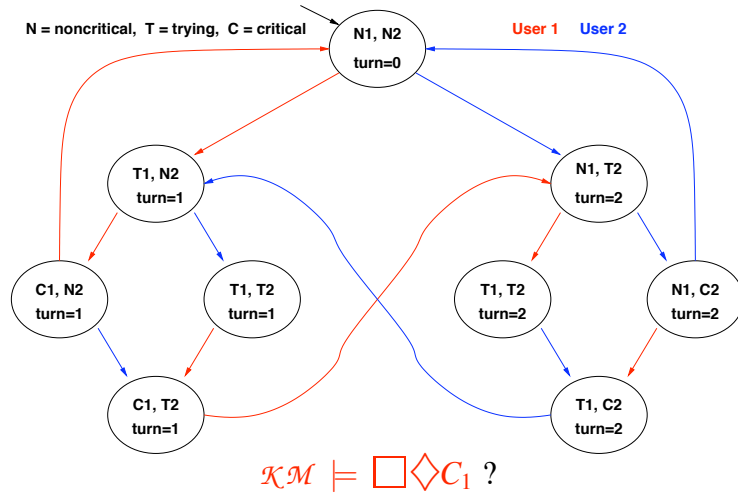 N = noncritical, T = trying, C = critical
User 1 User 2
N1, N2
turn=0
T1, N2
turn=1
N1, T2
turn=2
C1, N2
turn=1
T1, T2
turn=1
T1, T2
turn=2
N1, C2
turn=2
C1, T2
turn=1
T1, C2
turn=2
𝒦ℳ ⊨ □◇C₁ ?